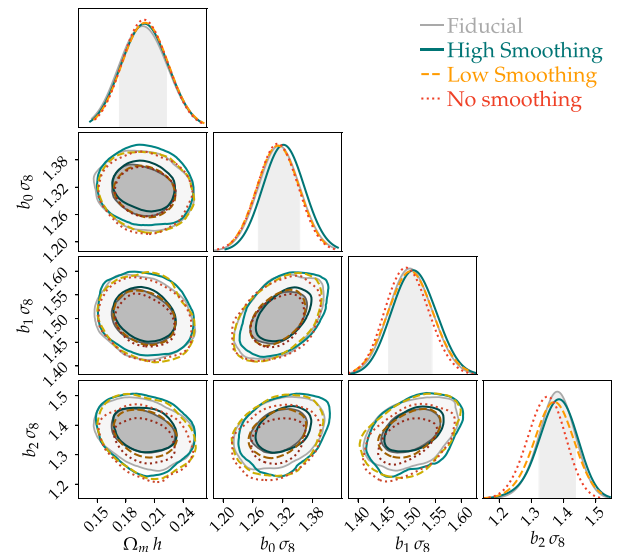 Fiducial
High Smoothing
Low Smoothing
No smoothing
1.38
1.32
1.26
1.20
b₀ σ₈
1.60
1.55
1.50
1.45
1.40
b₁ σ₈
1.5
1.4
1.3
1.2
b₂ σ₈
0.15 0.18 0.21 0.24
1.20 1.26 1.32 1.38
1.40 1.45 1.50 1.55 1.60
1.2 1.3 1.4 1.5
Ωₘ h
b₀ σ₈
b₁ σ₈
b₂ σ₈